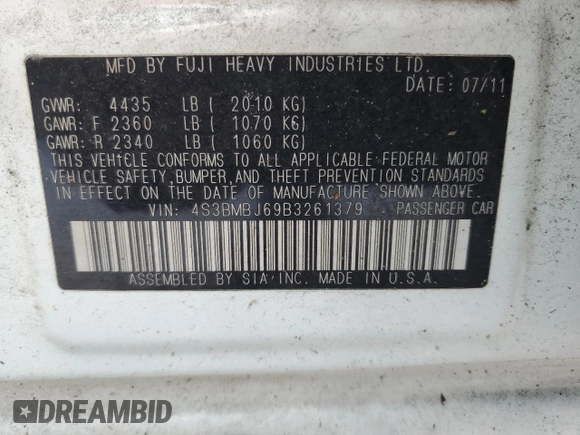 MFD BY FUJI HEAVY INDUSTRIES LTD.
DATE: 07/11
GVWR: 4435 LB ( 2010 KG)
GAWR: F 2360 LB ( 1070 KG)
GAWR: R 2340 LB ( 1060 KG)
THIS VEHICLE CONFORMS TO ALL APPLICABLE FEDERAL MOTOR
VEHICLE SAFETY, BUMPER, AND THEFT PREVENTION STANDARDS
IN EFFECT ON THE DATE OF MANUFACTURE SHOWN ABOVE.
VIN: 4S3BMBJ69B3261379 PASSENGER CAR
ASSEMBLED BY SIA INC. MADE IN U.S.A.
DREAMBID